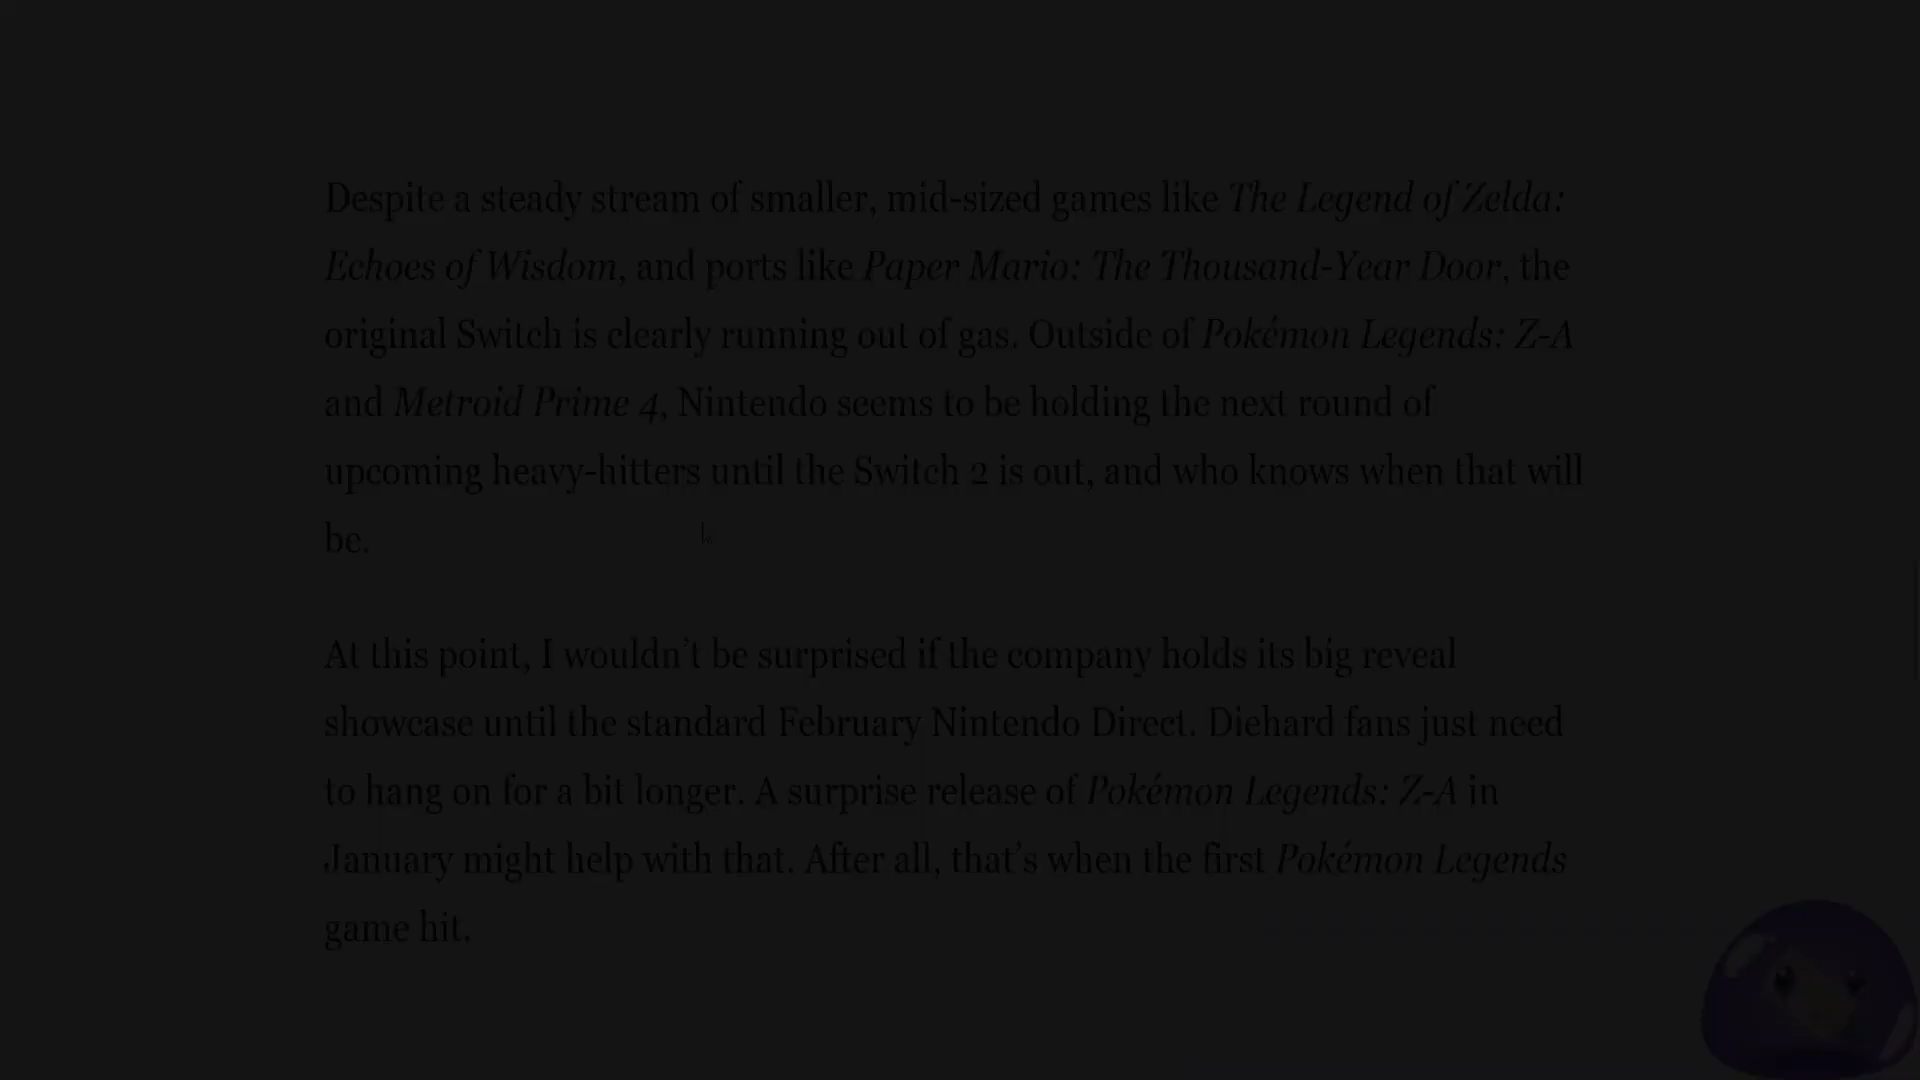 Despite a steady stream of smaller, mid-sized games like The Legend of Zelda:
Echoes of Wisdom, and ports like Paper Mario: The Thousand-Year Door, the
original Switch is clearly running out of gas. Outside of Pokémon Legends: Z-A
and Metroid Prime 4, Nintendo seems to be holding the next round of
upcoming heavy-hitters until the Switch 2 is out, and who knows when that will
be.
At this point, I wouldn’t be surprised if the company holds its big reveal
showcase until the standard February Nintendo Direct. Diehard fans just need
to hang on for a bit longer. A surprise release of Pokémon Legends: Z-A in
January might help with that. After all, that’s when the first Pokémon Legends
game hit.